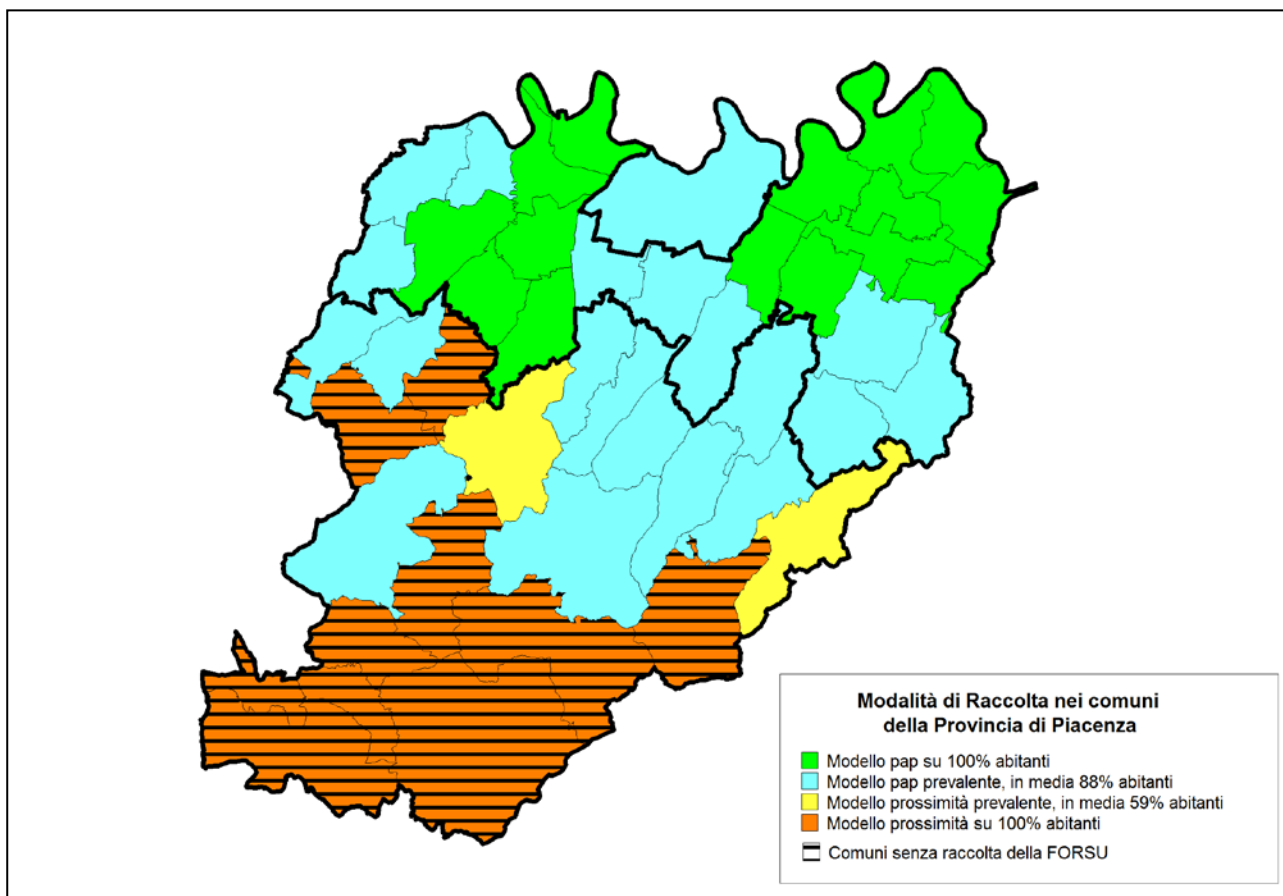 Modalità di Raccolta nei comuni
della Provincia di Piacenza
Modello pap su 100% abitanti
Modello pap prevalente, in media 88% abitanti
Modello prossimità prevalente, in media 59% abitanti
Modello prossimità su 100% abitanti
Comuni senza raccolta della FORSU